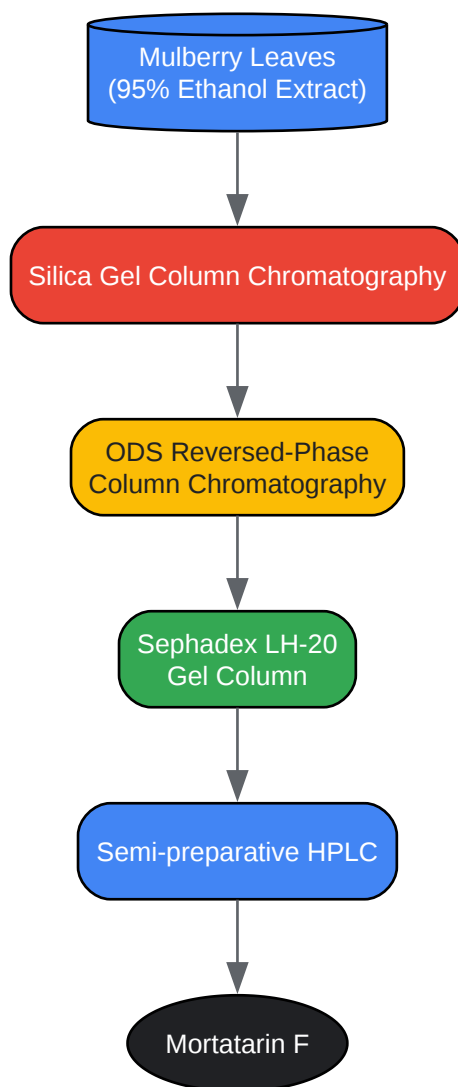 Mulberry Leaves
(95% Ethanol Extract)
Silica Gel Column Chromatography
ODS Reversed-Phase
Column Chromatography
Sephadex LH-20
Gel Column
Semi-preparative HPLC
Mortatarin F